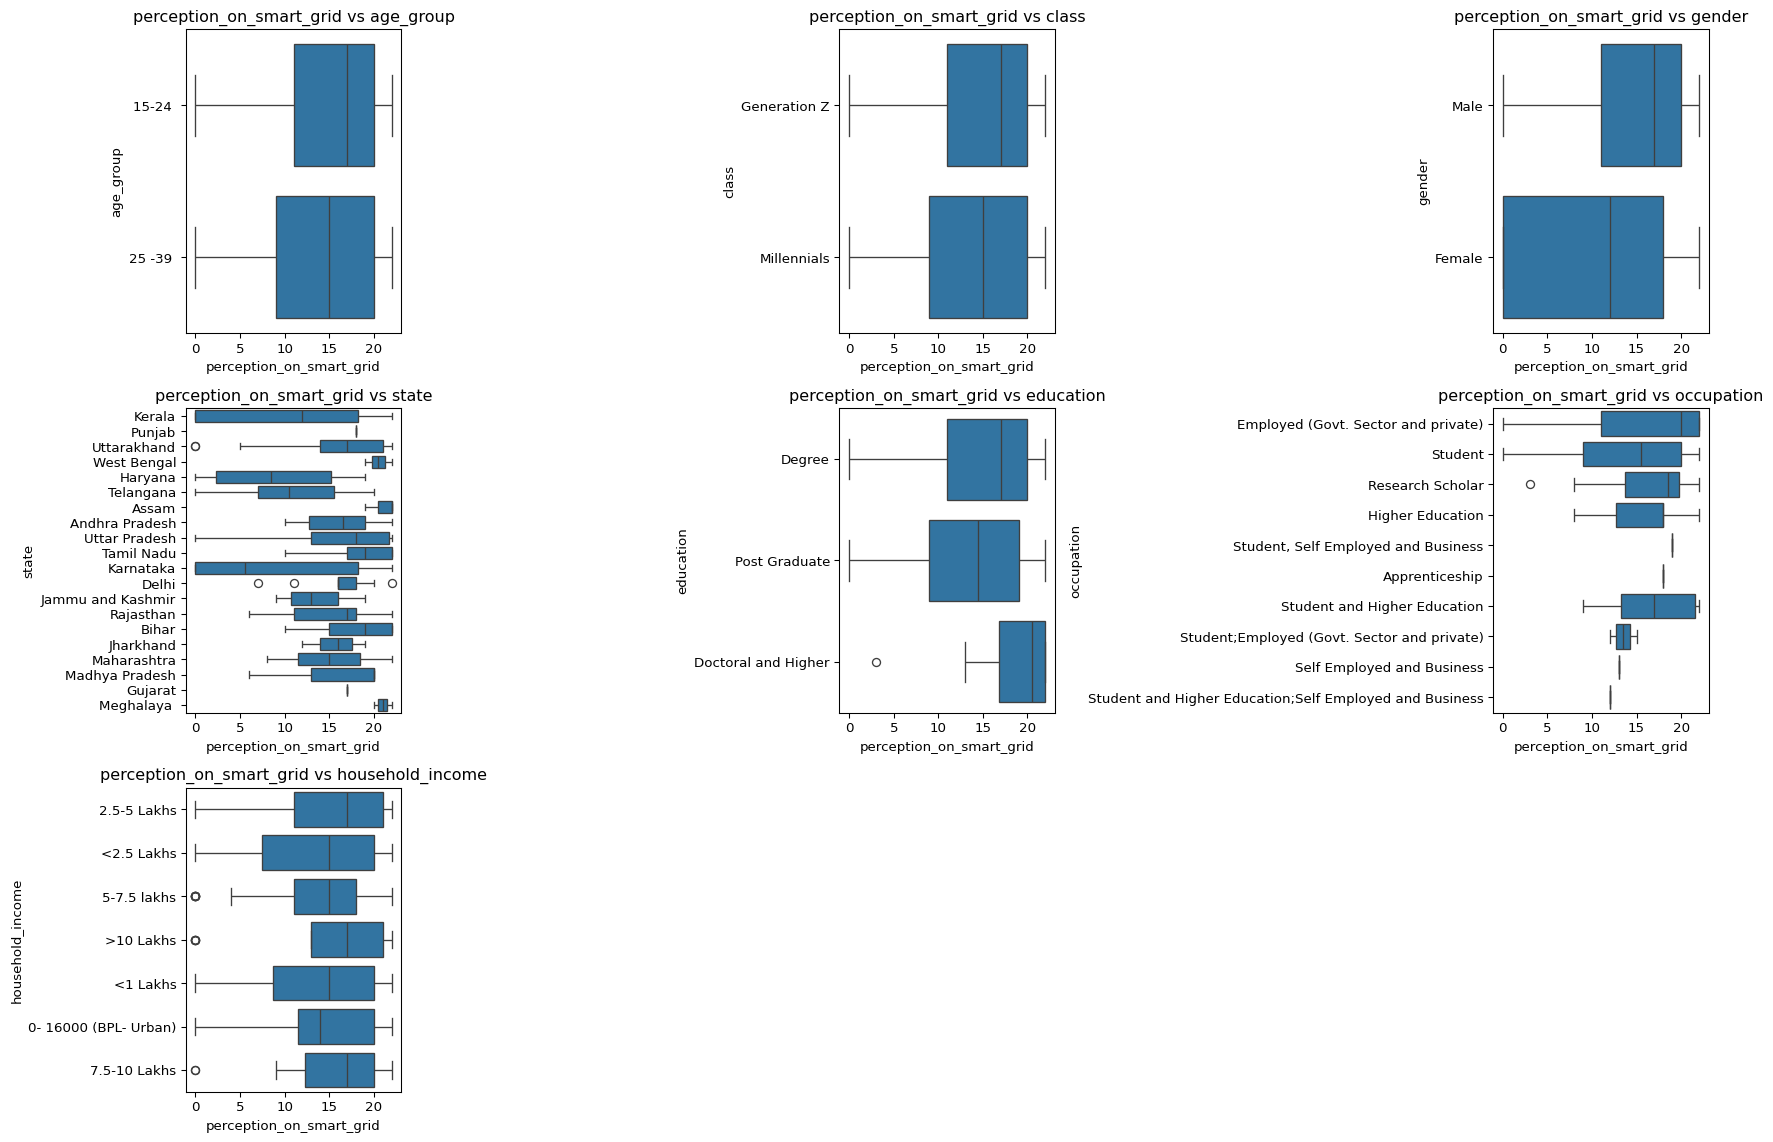 perception_on_smart_grid vs age_group
15-24
25 -39
age_group
0 5 10 15 20
perception_on_smart_grid
perception_on_smart_grid vs class
Generation Z
Millennials
class
0 5 10 15 20
perception_on_smart_grid
perception_on_smart_grid vs gender
Male
Female
gender
0 5 10 15 20
perception_on_smart_grid
perception_on_smart_grid vs state
Kerala
Punjab
Uttarakhand
West Bengal
Haryana
Telangana
Assam
Andhra Pradesh
Uttar Pradesh
Tamil Nadu
Karnataka
Delhi
Jammu and Kashmir
Rajasthan
Bihar
Jharkhand
Maharashtra
Madhya Pradesh
Gujarat
Meghalaya
state
0 5 10 15 20
perception_on_smart_grid
perception_on_smart_grid vs education
Degree
Post Graduate
Doctoral and Higher
education
0 5 10 15 20
perception_on_smart_grid
perception_on_smart_grid vs occupation
Employed (Govt. Sector and private)
Student
Research Scholar
Higher Education
Student, Self Employed and Business
Apprenticeship
Student and Higher Education
Student;Employed (Govt. Sector and private)
Self Employed and Business
Student and Higher Education;Self Employed and Business
occupation
0 5 10 15 20
perception_on_smart_grid
perception_on_smart_grid vs household_income
2.5-5 Lakhs
<2.5 Lakhs
5-7.5 lakhs
>10 Lakhs
<1 Lakhs
0- 16000 (BPL- Urban)
7.5-10 Lakhs
household_income
0 5 10 15 20
perception_on_smart_grid